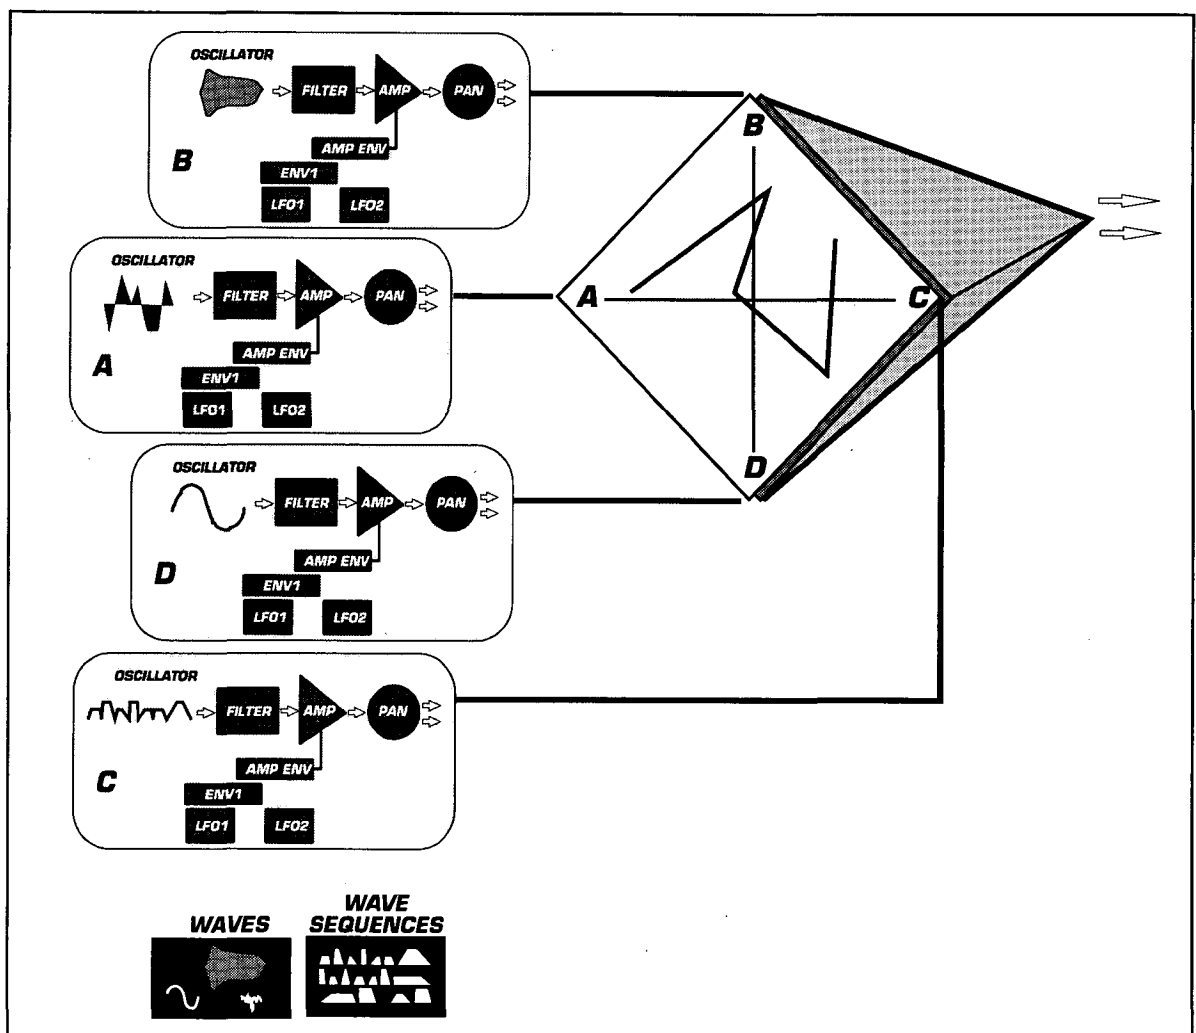 OSCILLATOR
FILTER AMP PAN
B
AMP ENV
ENV1
LFO1 LFO2
OSCILLATOR
FILTER AMP PAN
A
AMP ENV
ENV1
LFO1 LFO2
OSCILLATOR
FILTER AMP PAN
D
AMP ENV
ENV1
LFO1 LFO2
OSCILLATOR
FILTER AMP PAN
C
AMP ENV
ENV1
LFO1 LFO2
B
A C
D
WAVES
WAVE
SEQUENCES